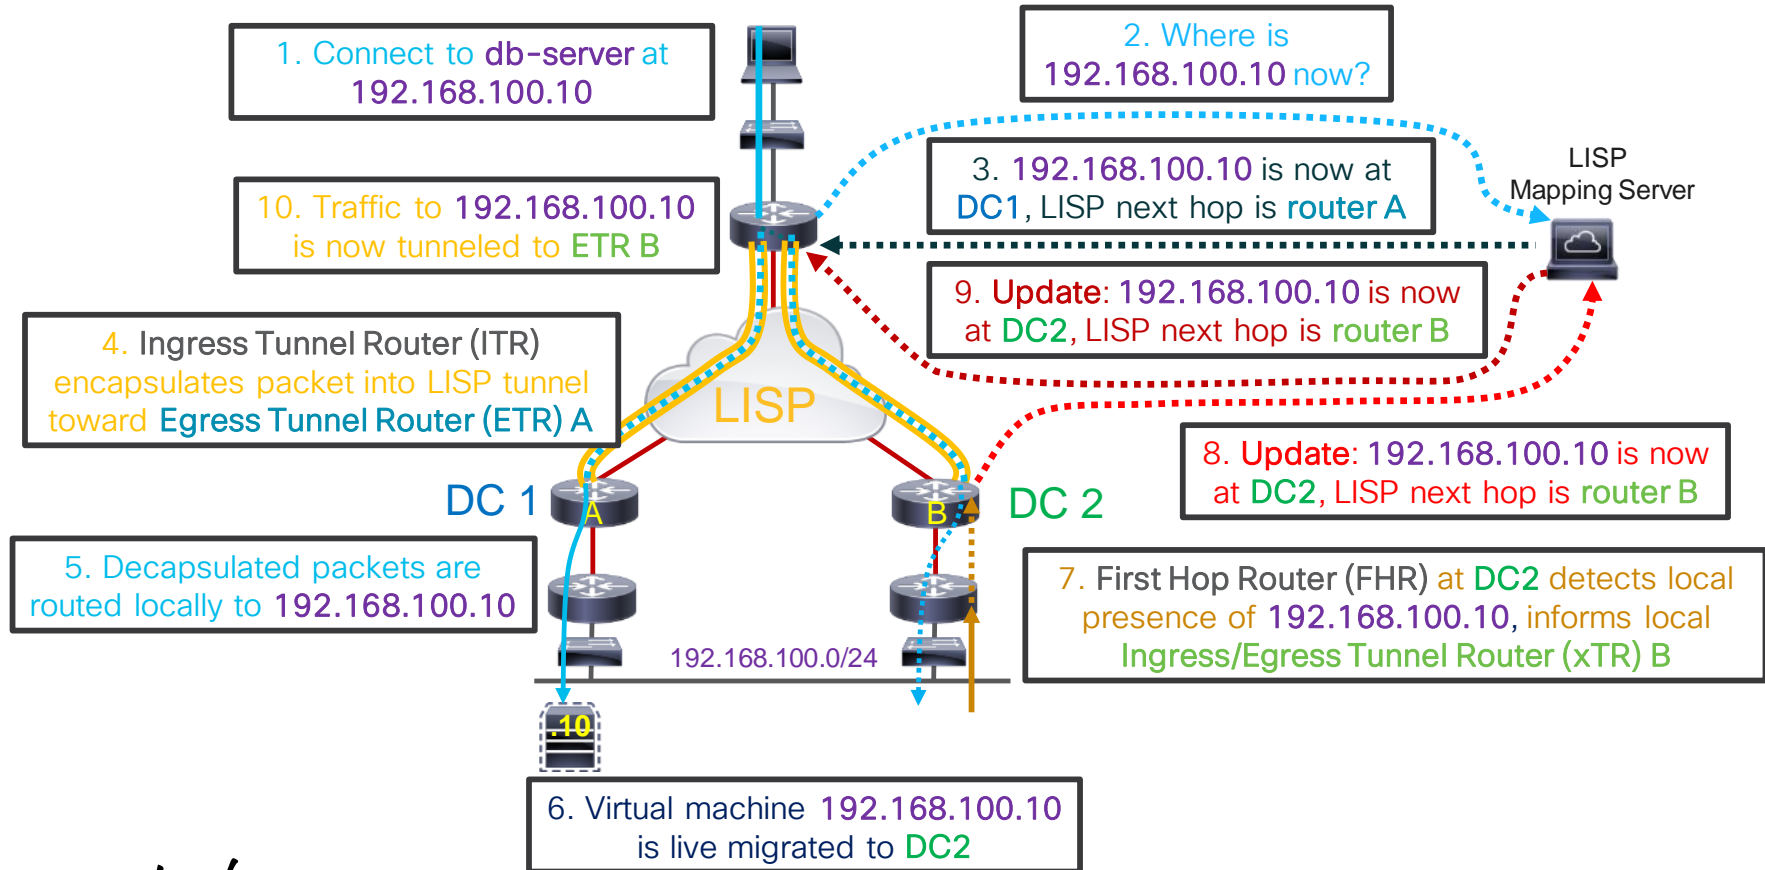 1. Connect to db-server at
192.168.100.10
2. Where is
192.168.100.10 now?
3. 192.168.100.10 is now at
DC1, LISP next hop is router A
LISP
Mapping Server
10. Traffic to 192.168.100.10
is now tunneled to ETR B
9. Update: 192.168.100.10 is now
at DC2, LISP next hop is router B
4. Ingress Tunnel Router (ITR)
encapsulates packet into LISP tunnel
toward Egress Tunnel Router (ETR) A
LISP
8. Update: 192.168.100.10 is now
at DC2, LISP next hop is router B
DC 1
A
B
DC 2
5. Decapsulated packets are
routed locally to 192.168.100.10
7. First Hop Router (FHR) at DC2 detects local
presence of 192.168.100.10, informs local
Ingress/Egress Tunnel Router (xTR) B
192.168.100.0/24
.10
6. Virtual machine 192.168.100.10
is live migrated to DC2